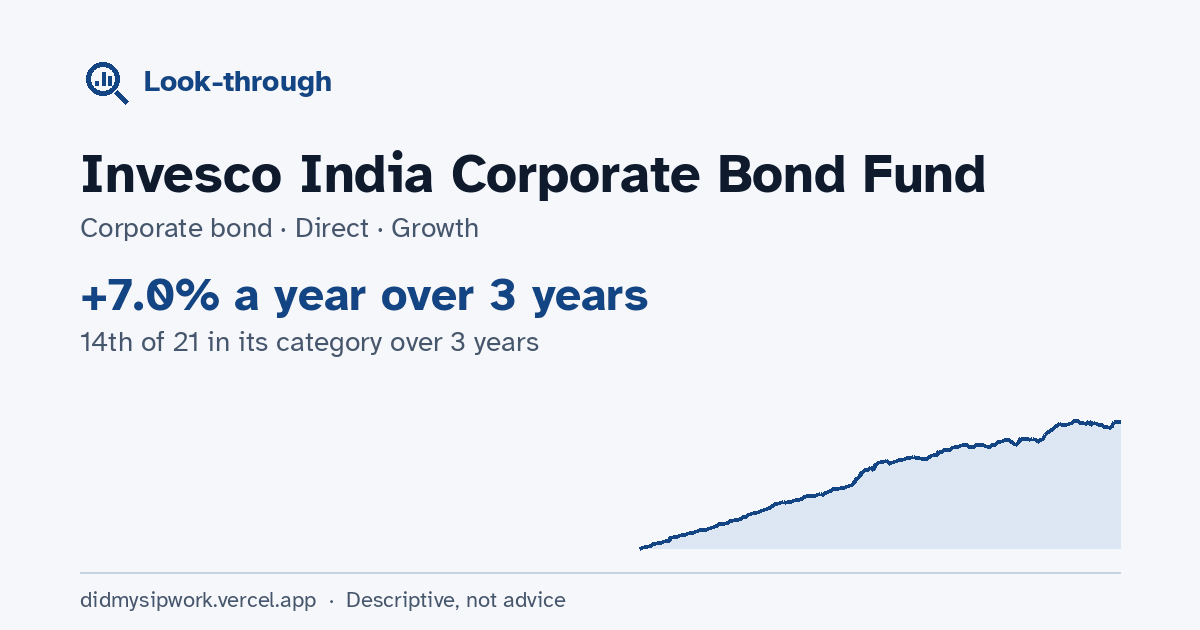 Look-through
Invesco India Corporate Bond Fund
Corporate bond · Direct · Growth
+7.0% a year over 3 years
14th of 21 in its category over 3 years
didmysipwork.vercel.app · Descriptive, not advice